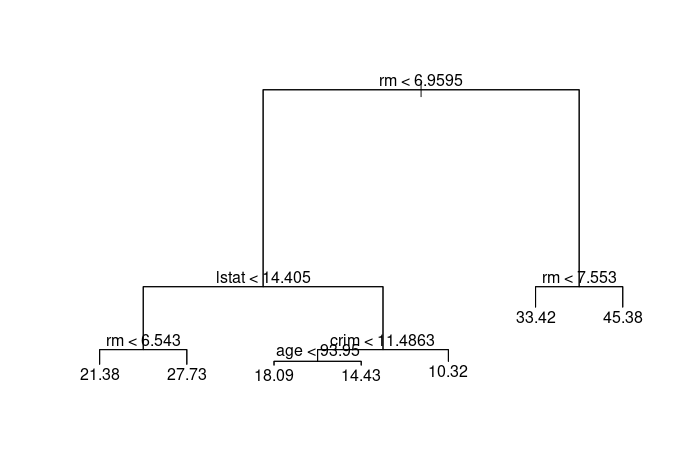 rm < 6.9595
lstat < 14.405
rm < 7.553
33.42 45.38
rm < 6.543
crim < 11.4863
age < 93.95
21.38 27.73 18.09 14.43 10.32